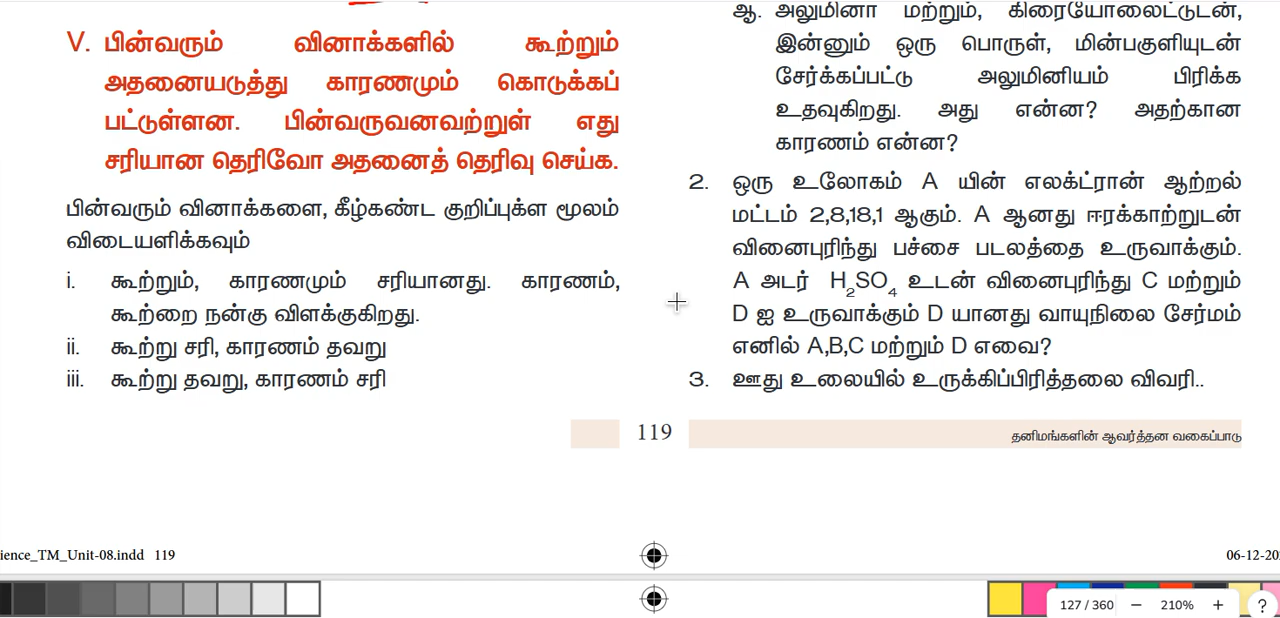 V. பின்வரும் வினாக்களில் கூற்றும்
அதனையடுத்து காரணமும் கொடுக்கப்
பட்டுள்ளன. பின்வருவனவற்றுள் எது
சரியான தெரிவோ அதனைத் தெரிவு செய்க.
பின்வரும் வினாக்களை, கீழ்கண்ட குறிப்புக்ள மூலம்
விடையளிக்கவும்
i. கூற்றும், காரணமும் சரியானது. காரணம்,
கூற்றை நன்கு விளக்குகிறது.
ii. கூற்று சரி, காரணம் தவறு
iii. கூற்று தவறு, காரணம் சரி
ஆ. அலுமினா மற்றும், கிரையோலைட்டுடன்,
இன்னும் ஒரு பொருள், மின்பகுளியுடன்
சேர்க்கப்பட்டு அலுமினியம் பிரிக்க
உதவுகிறது. அது என்ன? அதற்கான
காரணம் என்ன?
2. ஒரு உலோகம் A யின் எலக்ட்ரான் ஆற்றல்
மட்டம் 2,8,18,1 ஆகும். A ஆனது ஈரக்காற்றுடன்
வினைபுரிந்து பச்சை படலத்தை உருவாக்கும்.
A அடர் H₂SO₄ உடன் வினைபுரிந்து C மற்றும்
D ஐ உருவாக்கும் D யானது வாயுநிலை சேர்மம்
எனில் A,B,C மற்றும் D எவை?
3. ஊது உலையில் உருக்கிப்பிரித்தலை விவரி..
119
தனிமங்களின் ஆவர்த்தன வகைப்பாடு
ience_TM_Unit-08.indd 119
06-12-20
127 / 360 − 210% + ?